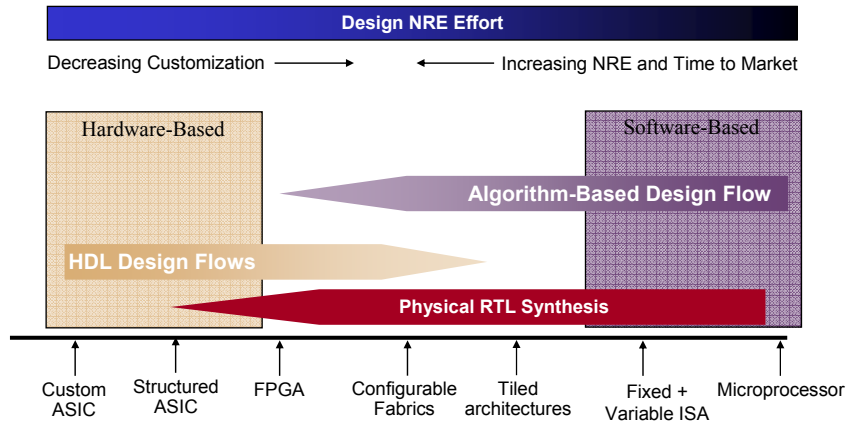 Design NRE Effort
Decreasing Customization
Increasing NRE and Time to Market
Hardware-Based
Software-Based
Algorithm-Based Design Flow
HDL Design Flows
Physical RTL Synthesis
Custom
ASIC
Structured
ASIC
FPGA
Configurable
Fabrics
Tiled
architectures
Fixed +
Variable ISA
Microprocessor